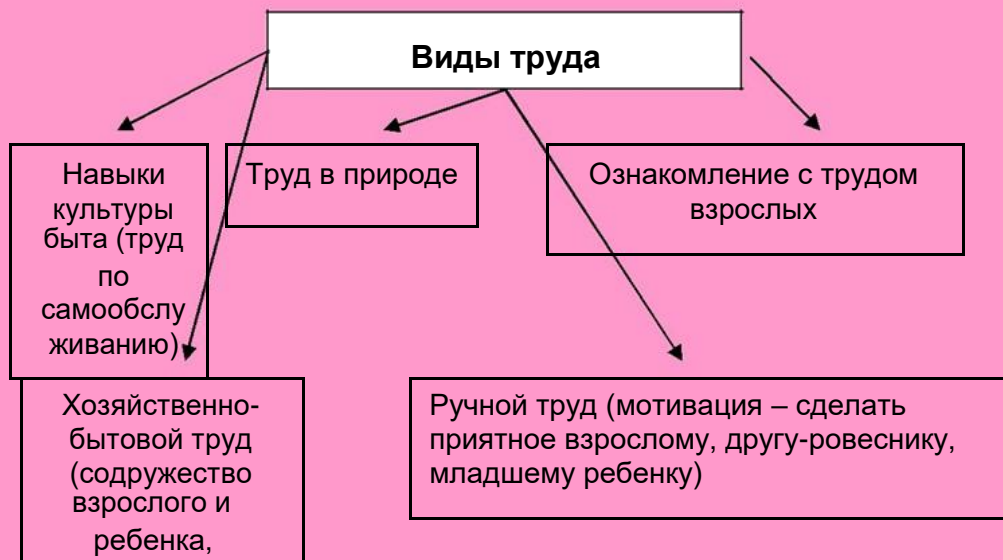 Виды труда
Навыки
культуры
быта (труд
по
самообслу
живанию)
Труд в природе
Ознакомление с трудом
взрослых
Хозяйственно-
бытовой труд
(содружество
взрослого и
ребенка,
Ручной труд (мотивация – сделать
приятное взрослому, другу-ровеснику,
младшему ребенку)